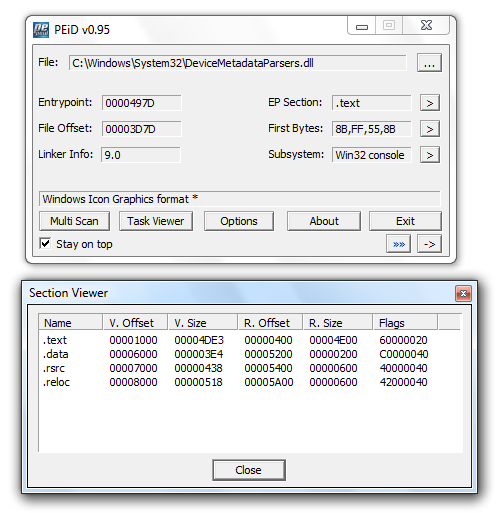 PEiD v0.95
File: C:\Windows\System32\DeviceMetadataParsers.dll ...
Entrypoint: 0000497D EP Section: .text >
File Offset: 00003D7D First Bytes: 8B,FF,55,8B >
Linker Info: 9.0 Subsystem: Win32 console >
Windows Icon Graphics format *
Multi Scan Task Viewer Options About Exit
Stay on top »» ->
Section Viewer
Name V. Offset V. Size R. Offset R. Size Flags
.text 00001000 00004DE3 00000400 00004E00 60000020
.data 00006000 000003E4 00005200 00000200 C0000040
.rsrc 00007000 00000438 00005400 00000600 40000040
.reloc 00008000 00000518 00005A00 00000600 42000040
Close